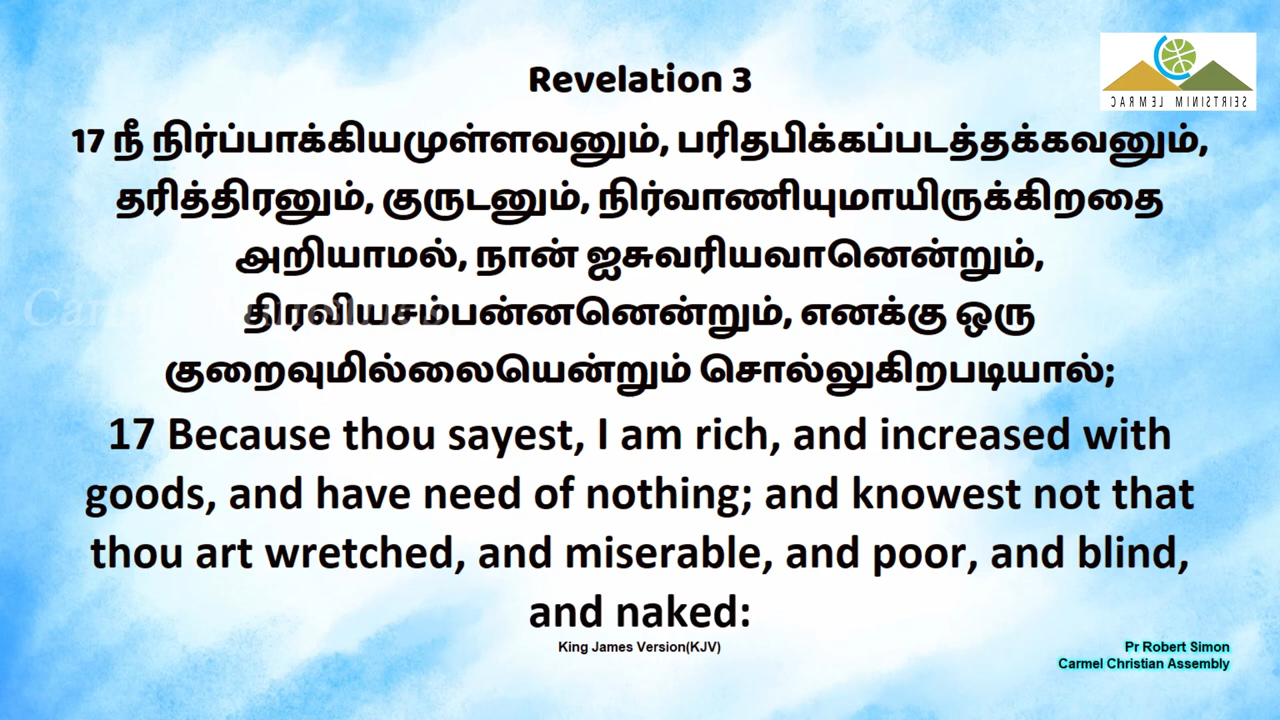 Revelation 3
CARMEL MINISTRIES
17 நீ நிர்ப்பாக்கியமுள்ளவனும், பரிதபிக்கப்படத்தக்கவனும்,
தரித்திரனும், குருடனும், நிர்வாணியுமாயிருக்கிறதை
அறியாமல், நான் ஐசுவரியவானென்றும்,
திரவியசம்பன்னனென்றும், எனக்கு ஒரு
குறைவுமில்லையென்றும் சொல்லுகிறபடியால்;
17 Because thou sayest, I am rich, and increased with
goods, and have need of nothing; and knowest not that
thou art wretched, and miserable, and poor, and blind,
and naked:
King James Version(KJV)
Pr Robert Simon
Carmel Christian Assembly